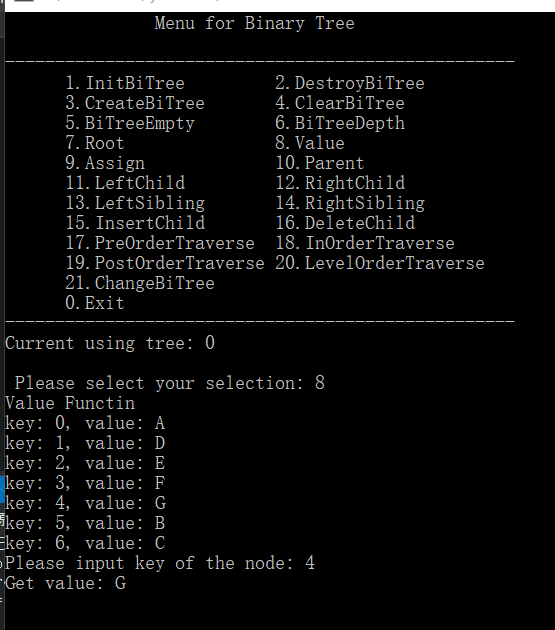 Menu for Binary Tree
--------------------------------------------------
1.InitBiTree 2.DestroyBiTree
3.CreateBiTree 4.ClearBiTree
5.BiTreeEmpty 6.BiTreeDepth
7.Root 8.Value
9.Assign 10.Parent
11.LeftChild 12.RightChild
13.LeftSibling 14.RightSibling
15.InsertChild 16.DeleteChild
17.PreOrderTraverse 18.InOrderTraverse
19.PostOrderTraverse 20.LevelOrderTraverse
21.ChangeBiTree
0.Exit
--------------------------------------------------
Current using tree: 0
Please select your selection: 8
Value Functin
key: 0, value: A
key: 1, value: D
key: 2, value: E
key: 3, value: F
key: 4, value: G
key: 5, value: B
key: 6, value: C
Please input key of the node: 4
Get value: G